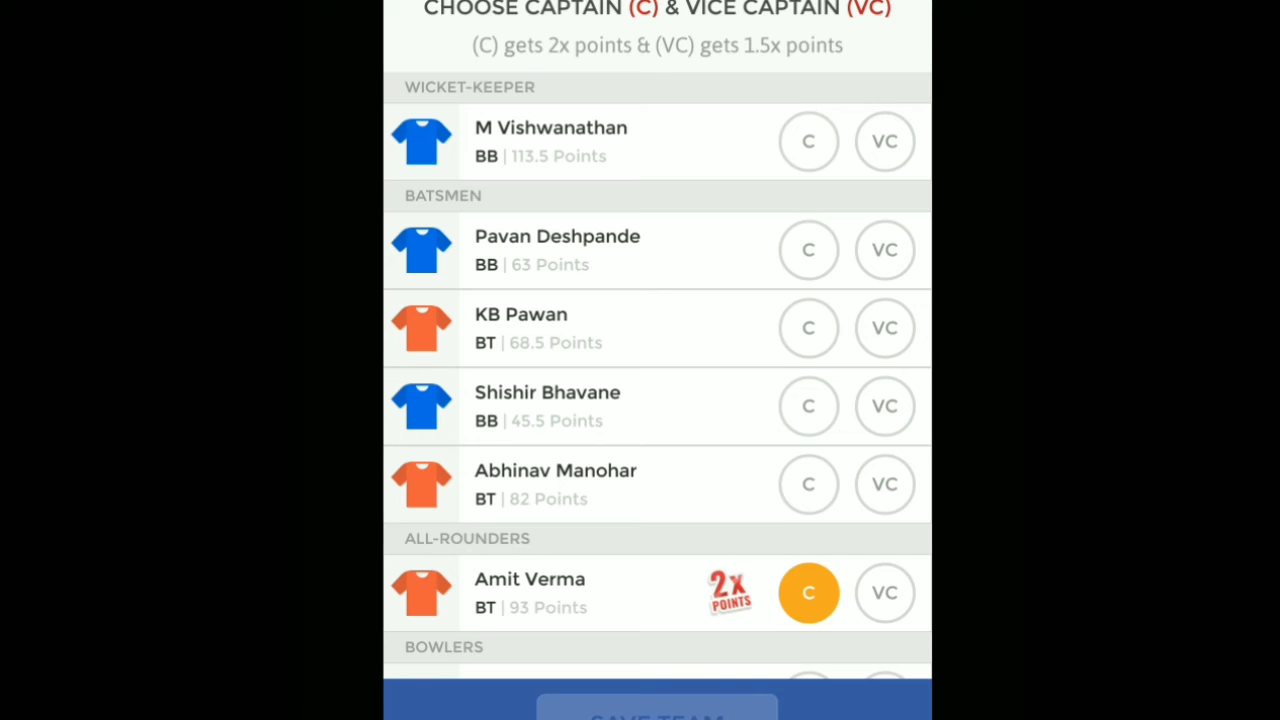 CHOOSE CAPTAIN (C) & VICE CAPTAIN (VC)
(C) gets 2x points & (VC) gets 1.5x points
WICKET-KEEPER
M Vishwanathan
BB | 113.5 Points
C VC
BATSMEN
Pavan Deshpande
BB | 63 Points
C VC
KB Pawan
BT | 68.5 Points
C VC
Shishir Bhavane
BB | 45.5 Points
C VC
Abhinav Manohar
BT | 82 Points
C VC
ALL-ROUNDERS
Amit Verma
BT | 93 Points
2x
POINTS
C VC
BOWLERS
SAVE TEAM